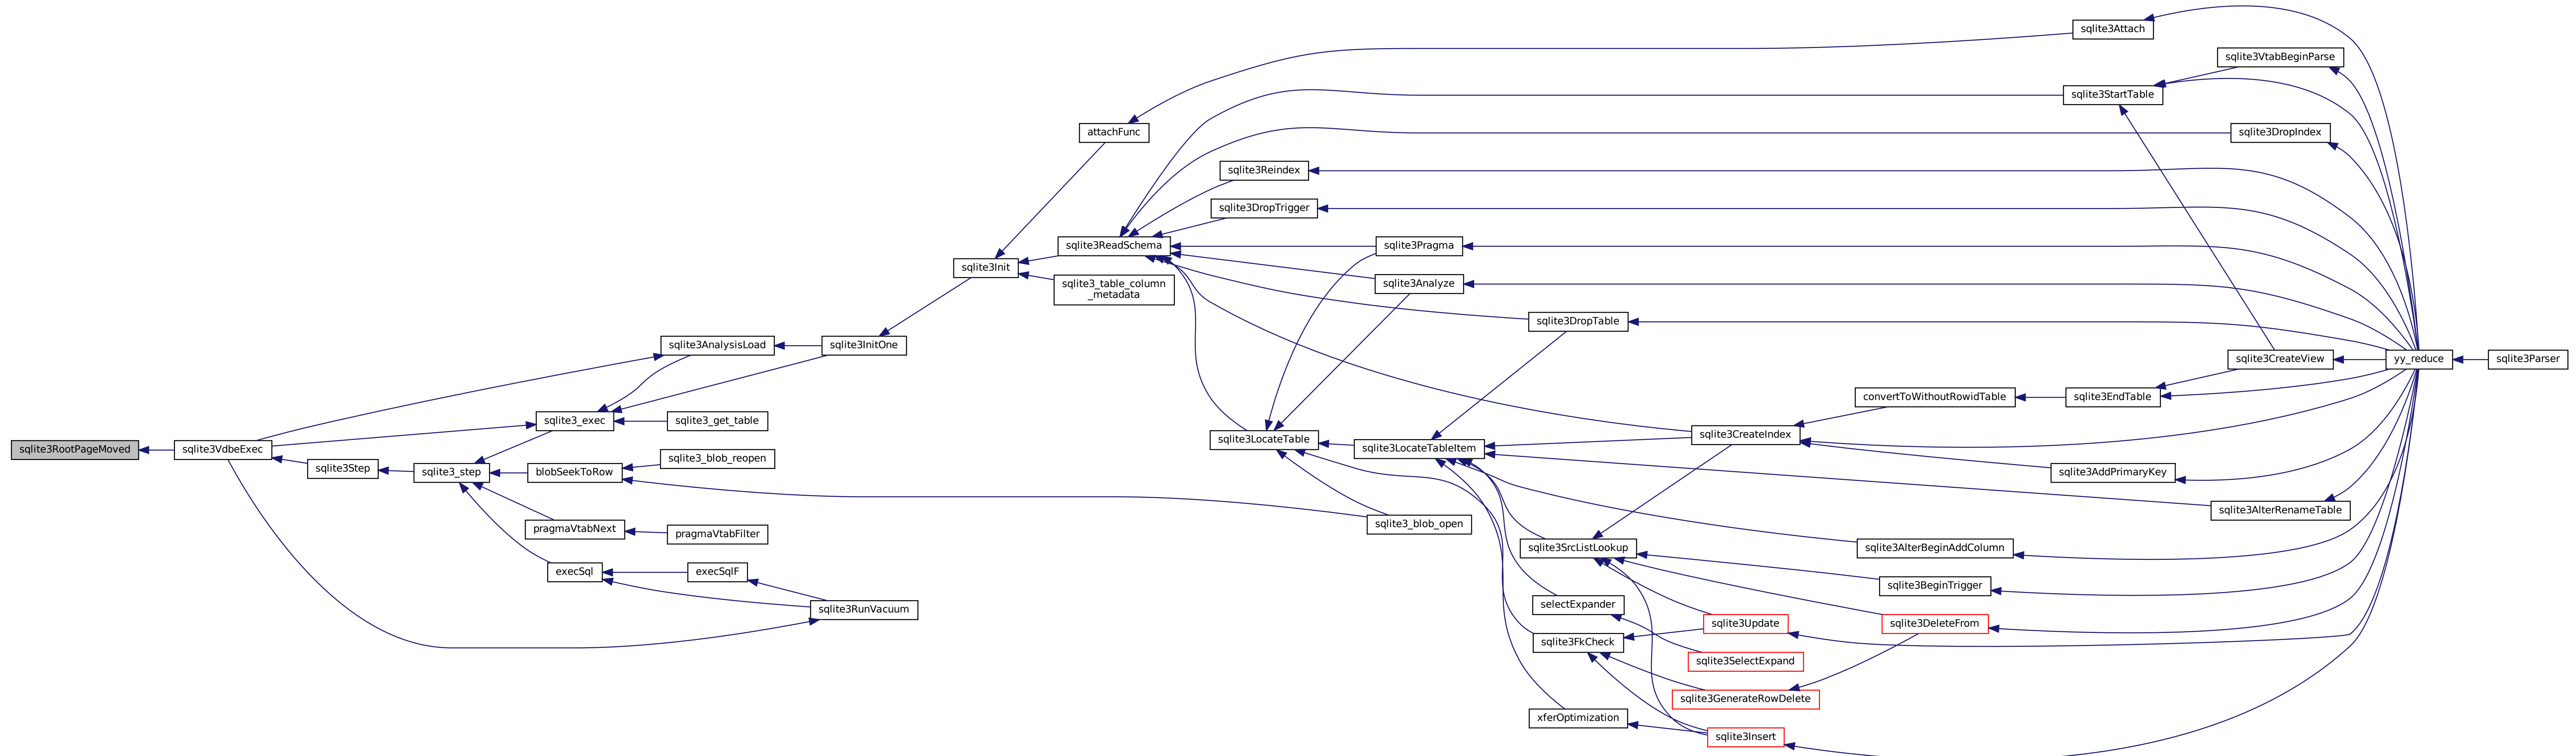 sqlite3Attach
sqlite3VtabBeginParse
sqlite3StartTable
attachFunc
sqlite3DropIndex
sqlite3Reindex
sqlite3DropTrigger
sqlite3ReadSchema
sqlite3Pragma
sqlite3Init
sqlite3_table_column
_metadata
sqlite3Analyze
sqlite3DropTable
sqlite3AnalysisLoad
sqlite3InitOne
sqlite3CreateView
yy_reduce
sqlite3Parser
convertToWithoutRowidTable
sqlite3EndTable
sqlite3_exec
sqlite3_get_table
sqlite3CreateIndex
sqlite3LocateTable
sqlite3LocateTableItem
sqlite3RootPageMoved
sqlite3VdbeExec
sqlite3_blob_reopen
sqlite3Step
sqlite3_step
blobSeekToRow
sqlite3AddPrimaryKey
sqlite3AlterRenameTable
sqlite3_blob_open
pragmaVtabNext
pragmaVtabFilter
sqlite3SrcListLookup
sqlite3AlterBeginAddColumn
execSql
execSqlF
sqlite3BeginTrigger
sqlite3RunVacuum
selectExpander
sqlite3Update
sqlite3DeleteFrom
sqlite3FkCheck
sqlite3SelectExpand
sqlite3GenerateRowDelete
xferOptimization
sqlite3Insert